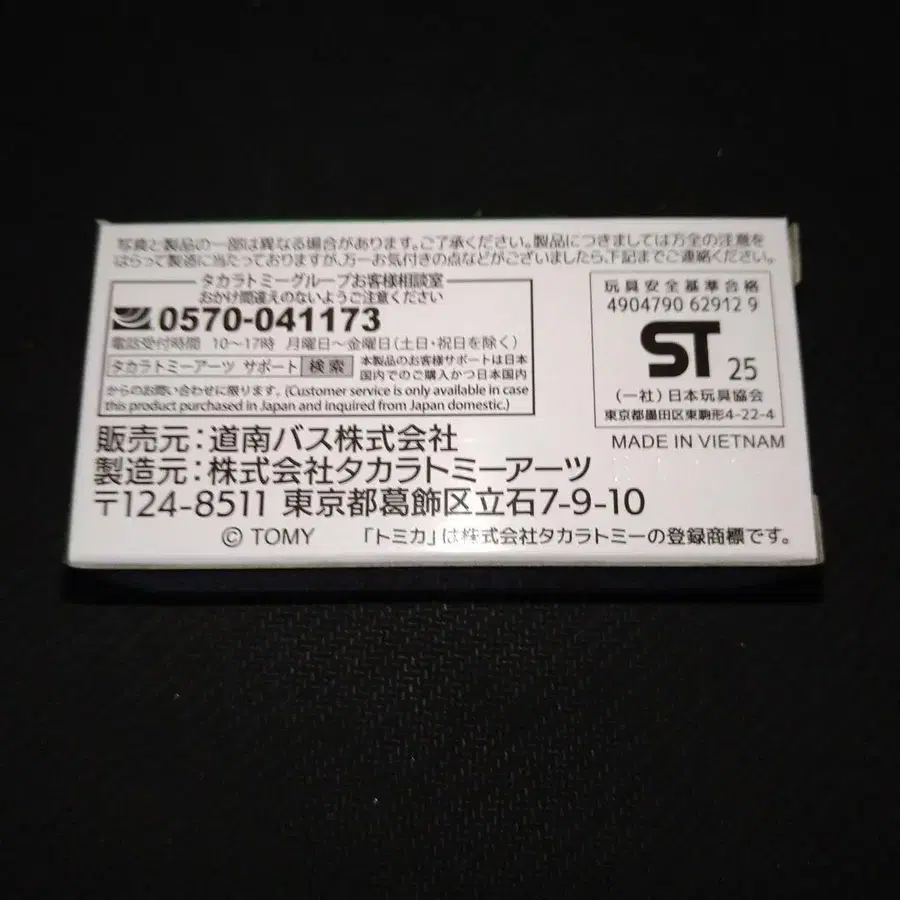 写真と製品の一部は異なる場合があります。ご了承ください。製品につきましては万全の注意を
はらって製造に当たっておりますが、万一お気付きの点などがございましたら、下記までご連絡ください。
タカラトミーグループお客様相談室
おかけ間違えのないようご注意ください
0570-041173
電話受付時間 10〜17時 月曜日〜金曜日(土日・祝日を除く)
タカラトミーアーツ サポート 検索 本製品のお客様サポートは日本
国内でのご購入かつ日本国内
からのお問い合わせに限ります。(Customer service is only available in case
this product purchased in Japan and inquired from Japan domestic.)
玩具安全基準合格
4904790 62912 9
ST 25
(一社)日本玩具協会
東京都墨田区東駒形4-22-4
MADE IN VIETNAM
販売元:道南バス株式会社
製造元:株式会社タカラトミーアーツ
〒124-8511 東京都葛飾区立石7-9-10
© TOMY 「トミカ」は株式会社タカラトミーの登録商標です。